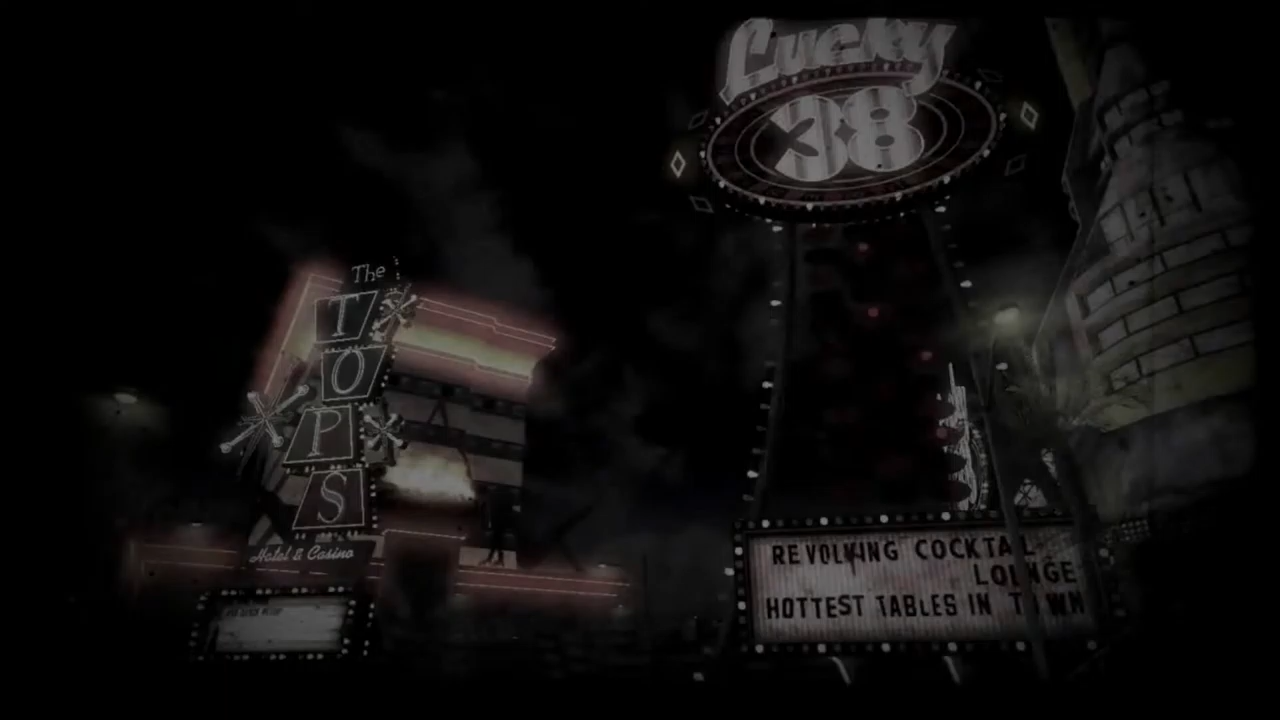 Lucky
38
The
TOPS
Hotel & Casino
REVOLVING COCKTAIL
LOUNGE
HOTTEST TABLES IN TOWN